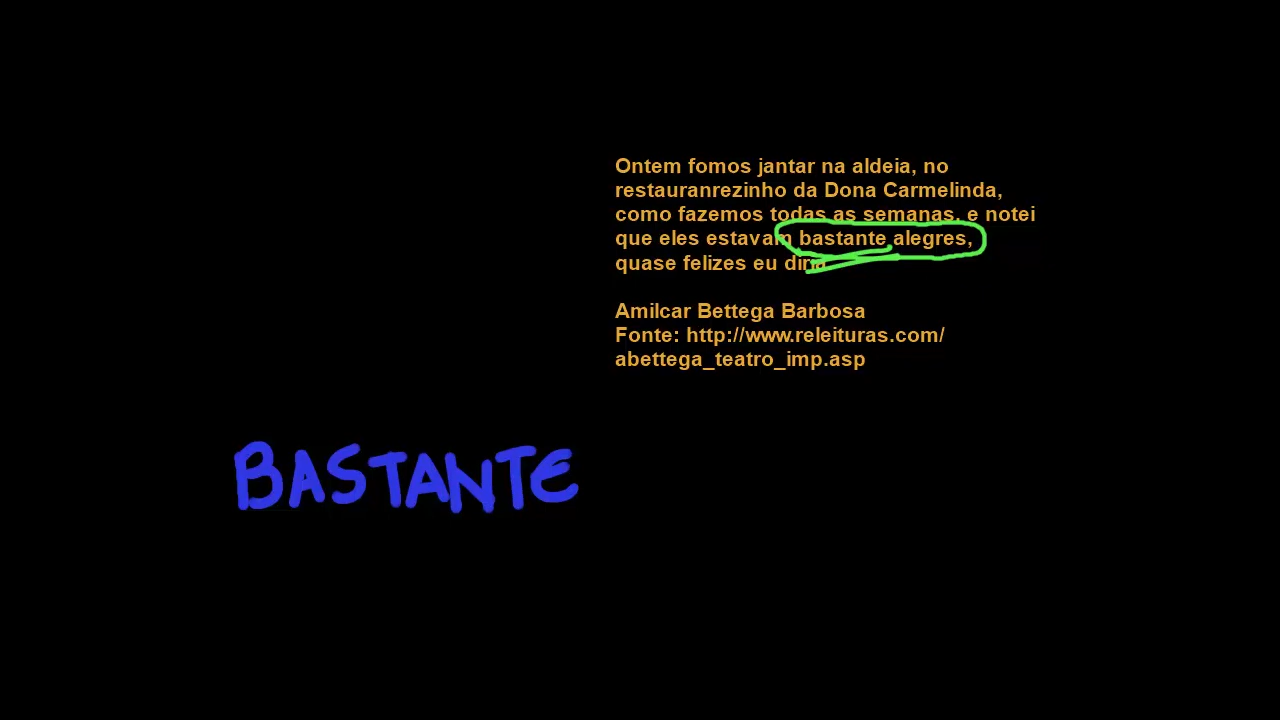 Ontem fomos jantar na aldeia, no
restauranrezinho da Dona Carmelinda,
como fazemos todas as semanas, e notei
que eles estavam bastante alegres,
quase felizes eu diria.
Amilcar Bettega Barbosa
Fonte: http://www.releituras.com/
abettega_teatro_imp.asp
BASTANTE